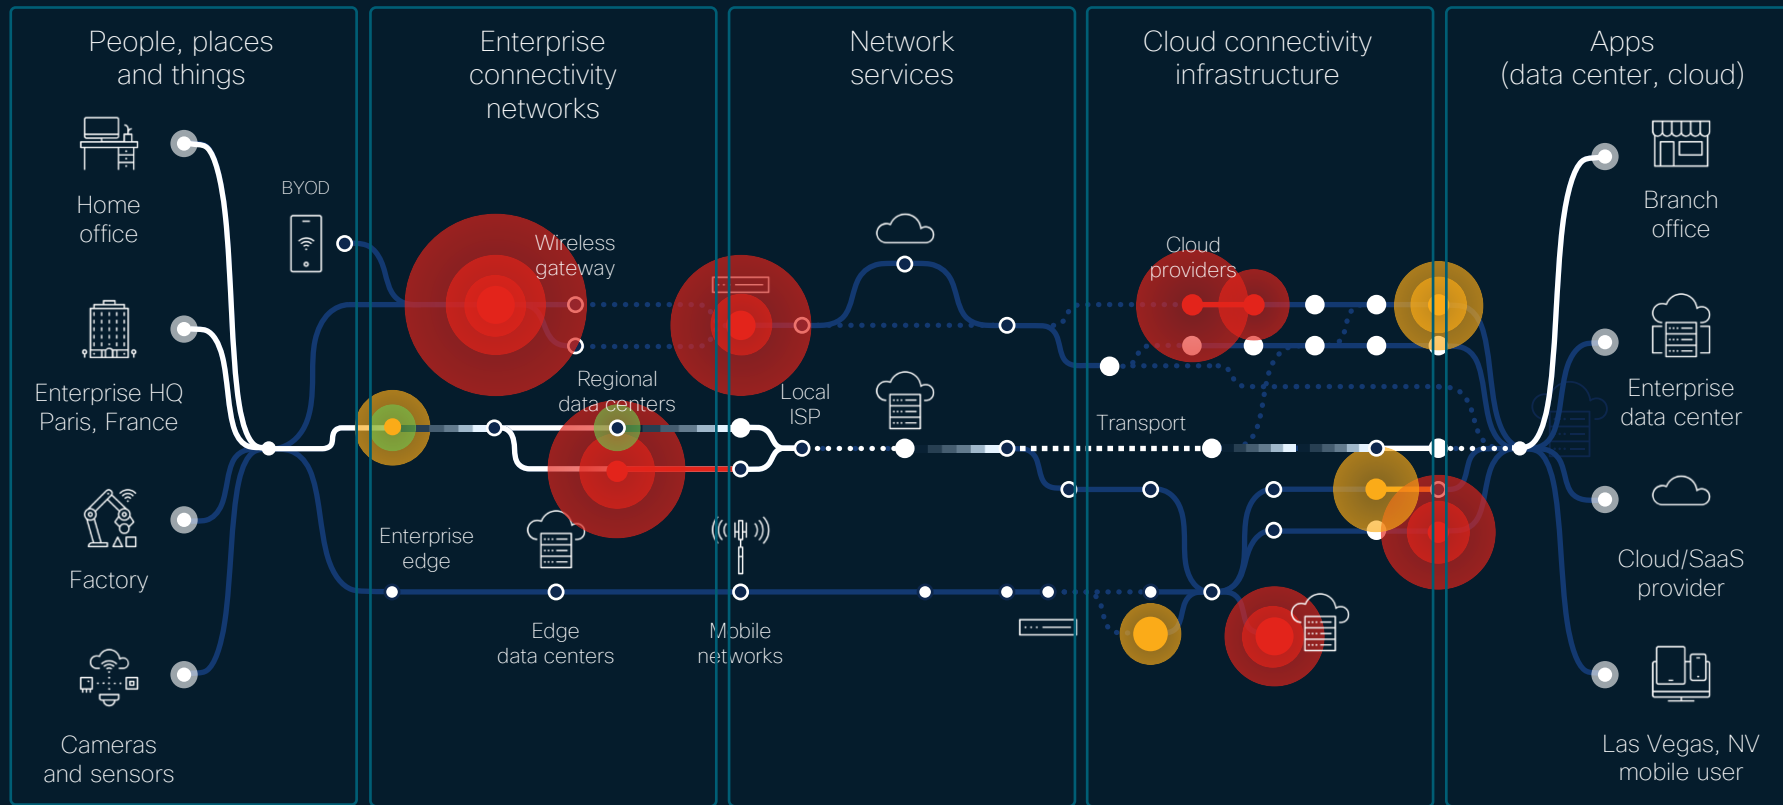 People, places
and things
Home
office
BYOD
Enterprise HQ
Paris, France
Factory
Cameras
and sensors
Enterprise
connectivity
networks
Wireless
gateway
Regional
data centers
Enterprise
edge
Edge
data centers
Mobile
networks
Network
services
Local
ISP
Cloud connectivity
infrastructure
Cloud
providers
Transport
Apps
(data center, cloud)
Branch
office
Enterprise
data center
Cloud/SaaS
provider
Las Vegas, NV
mobile user